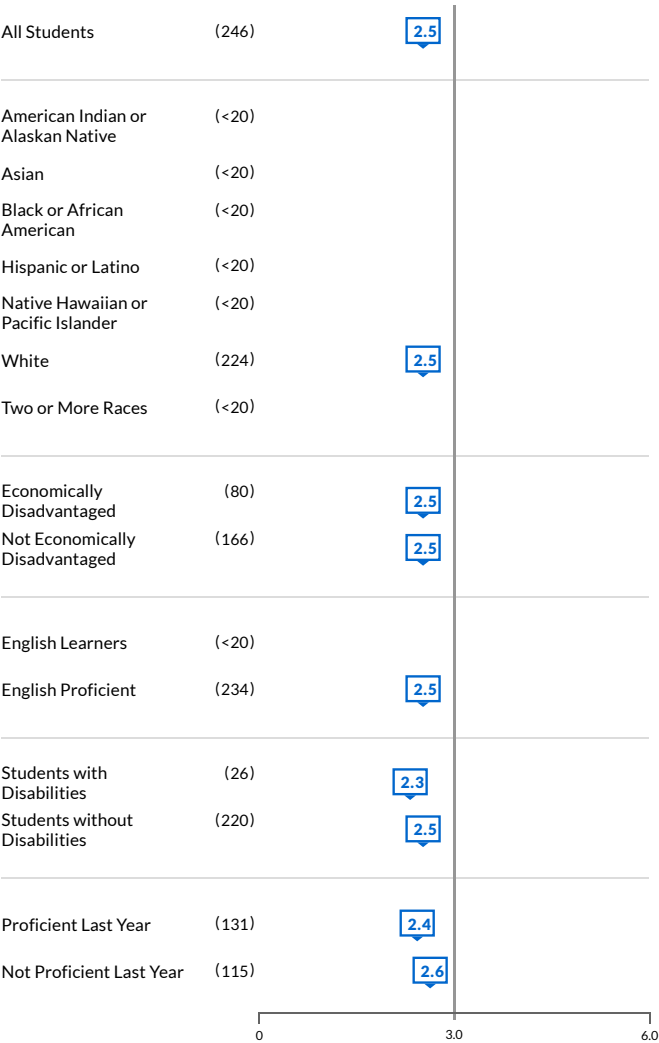 All Students (246) 2.5
American Indian or (<20)
Alaskan Native
Asian (<20)
Black or African (<20)
American
Hispanic or Latino (<20)
Native Hawaiian or (<20)
Pacific Islander
White (224) 2.5
Two or More Races (<20)
Economically (80) 2.5
Disadvantaged
Not Economically (166) 2.5
Disadvantaged
English Learners (<20)
English Proficient (234) 2.5
Students with (26) 2.3
Disabilities
Students without (220) 2.5
Disabilities
Proficient Last Year (131) 2.4
Not Proficient Last Year (115) 2.6
0 3.0 6.0